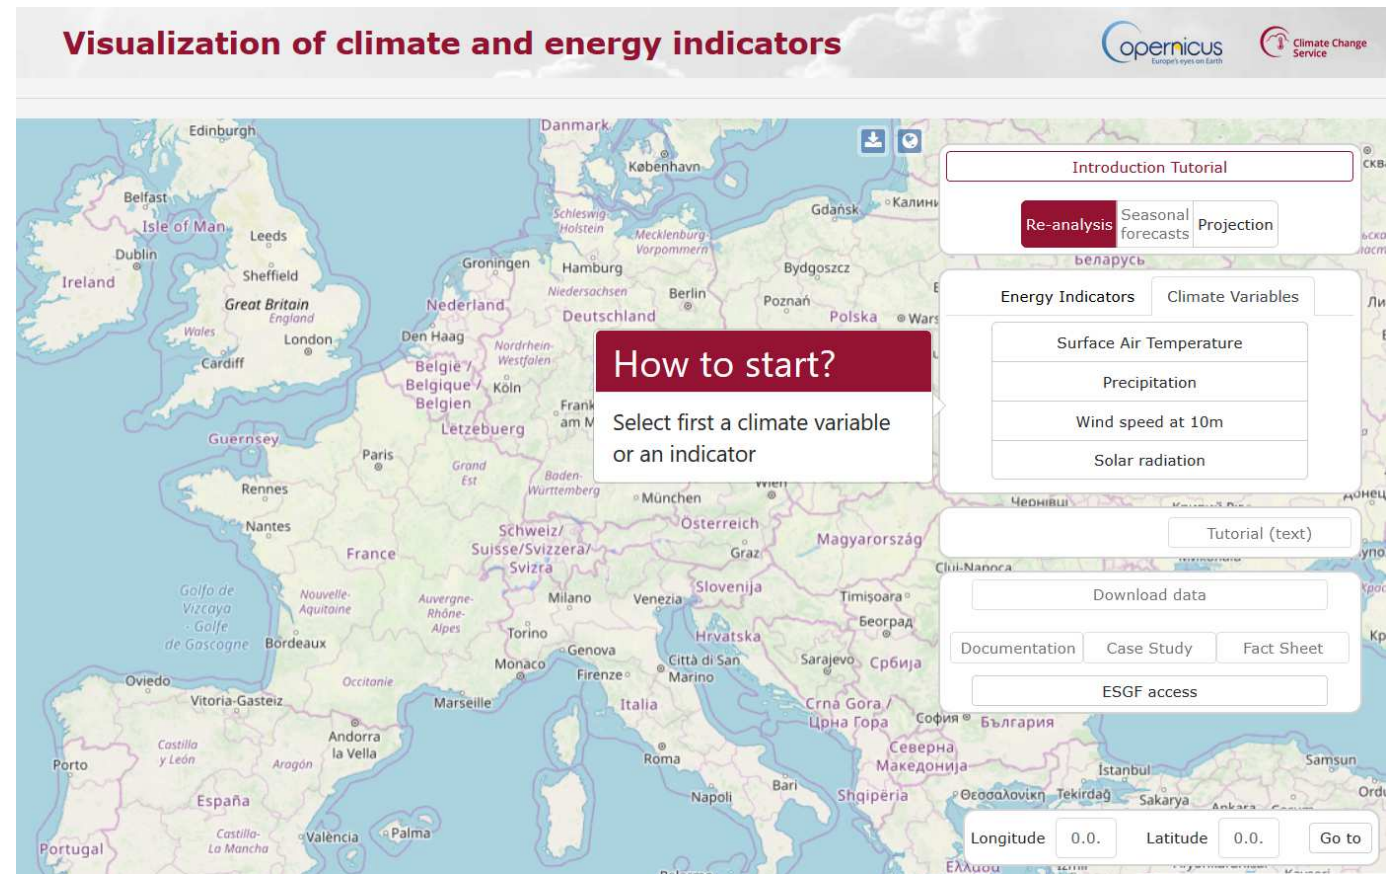 Visualization of climate and energy indicators
opernicus
Europe's eyes on Earth
Climate Change
Service
Introduction Tutorial
Re-analysis
Seasonal
forecasts
Projection
Energy Indicators
Climate Variables
Surface Air Temperature
Precipitation
Wind speed at 10m
Solar radiation
How to start?
Select first a climate variable
or an indicator
Tutorial (text)
Download data
Documentation
Case Study
Fact Sheet
ESGF access
Longitude
0.0.
Latitude
0.0.
Go to
Edinburgh
Danmark
København
Belfast
Isle of Man
Leeds
Dublin
Sheffield
Ireland
Great Britain
England
Wales
London
Cardiff
Guernsey
Schleswig-
Holstein
Mecklenburg-
Vorpommern
Gdańsk
Groningen
Hamburg
Bydgoszcz
Беларусь
Niedersachsen
Berlin
Poznań
Nederland
Deutschland
Polska
Den Haag
Nordrhein-
Westfalen
België /
Belgique /
Belgien
Köln
Lëtzebuerg
Paris
Grand
Est
Baden-
Württemberg
Rennes
München
Wien
Nantes
Schweiz/
Suisse/Svizzera/
Svizra
Österreich
Graz
Magyarország
Cluj-Napoca
France
Golfo de
Vizcaya
- Golfe
de Gascogne
Nouvelle-
Aquitaine
Auvergne-
Rhône-
Alpes
Milano
Venezia
Slovenija
Timișoara
Bordeaux
Torino
Genova
Hrvatska
Београд
Monaco
Firenze
Città di San
Marino
Sarajevo
Србија
Oviedo
Vitoria-Gasteiz
Occitanie
Marseille
Italia
Crna Gora /
Црна Гора
София
България
Castilla
y León
Aragón
Andorra
la Vella
Porto
Roma
Северна
Македонија
İstanbul
Samsun
España
Napoli
Bari
Shqipëria
Θεσσαλονίκη
Tekirdağ
Sakarya
Castilla-
La Mancha
València
Palma
Portugal